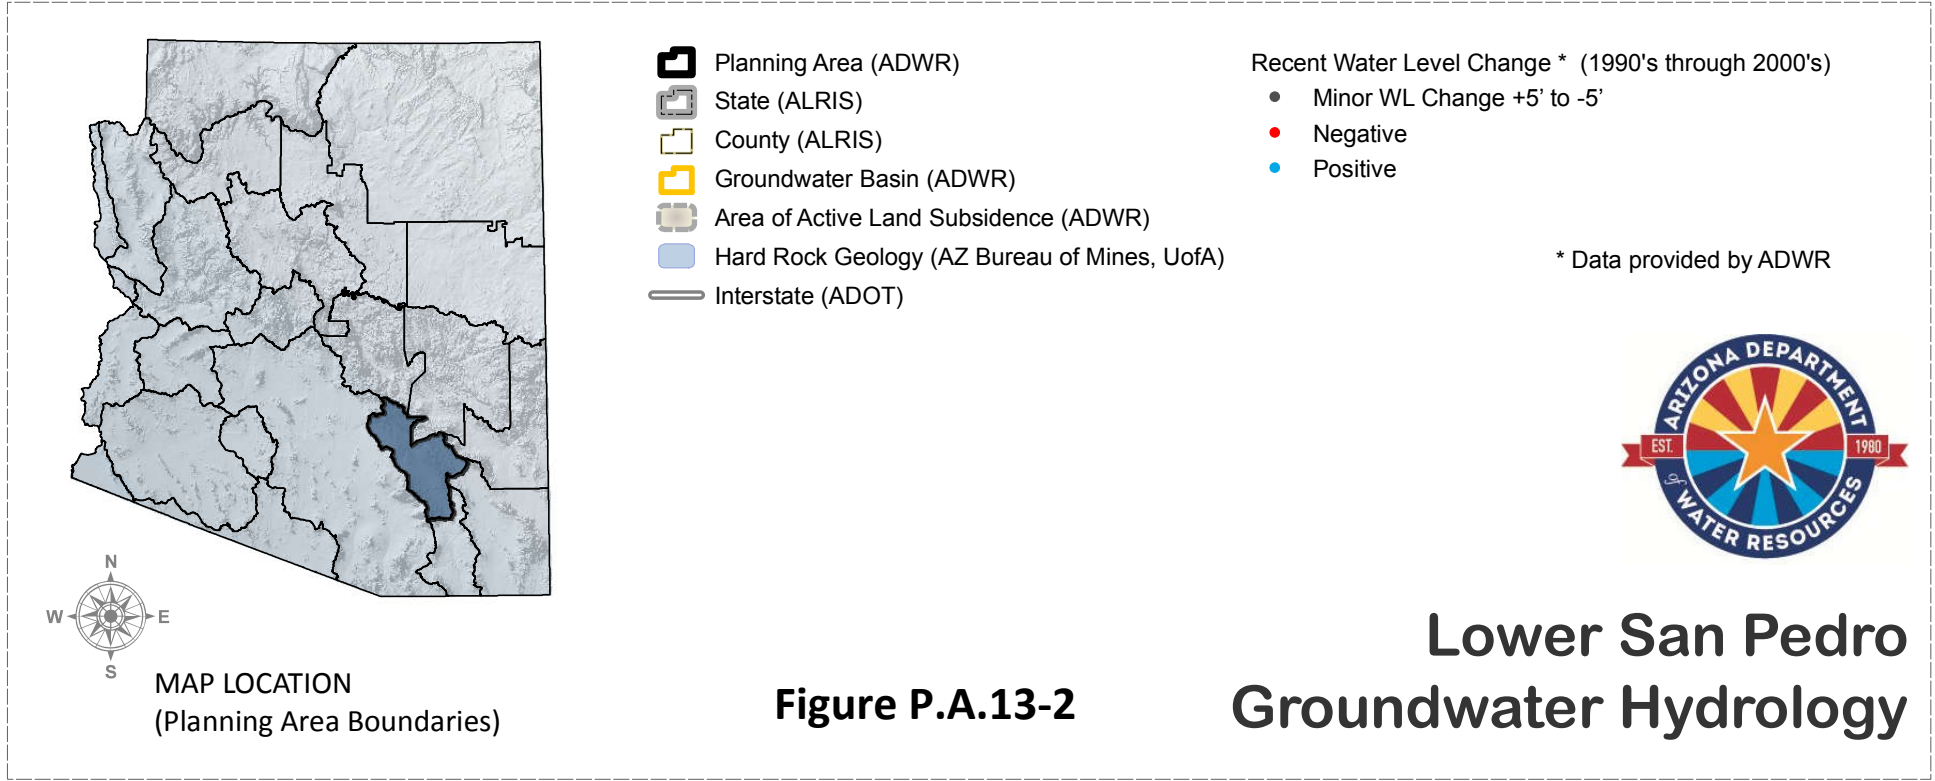 Planning Area (ADWR)
State (ALRIS)
County (ALRIS)
Groundwater Basin (ADWR)
Area of Active Land Subsidence (ADWR)
Hard Rock Geology (AZ Bureau of Mines, UofA)
Interstate (ADOT)
Recent Water Level Change * (1990's through 2000's)
Minor WL Change +5’ to -5’
Negative
Positive
* Data provided by ADWR
ARIZONA DEPARTMENT
EST. 1980
of WATER RESOURCES
N
W E
S
MAP LOCATION
(Planning Area Boundaries)
Figure P.A.13-2
Lower San Pedro
Groundwater Hydrology